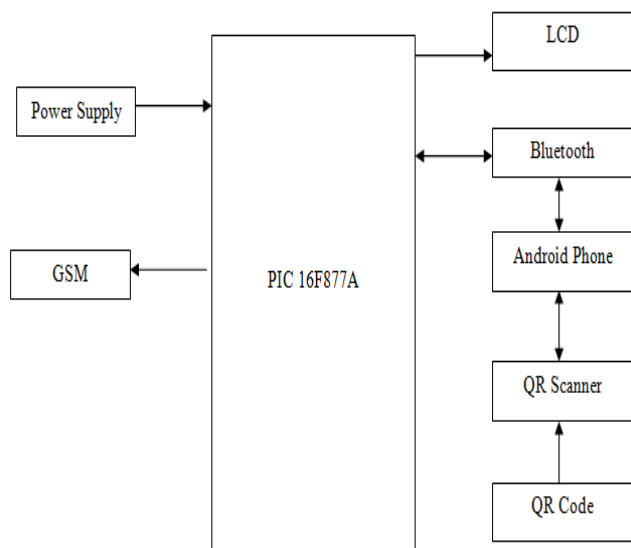 LCD
Power Supply
Bluetooth
GSM
PIC 16F877A
Android Phone
QR Scanner
QR Code